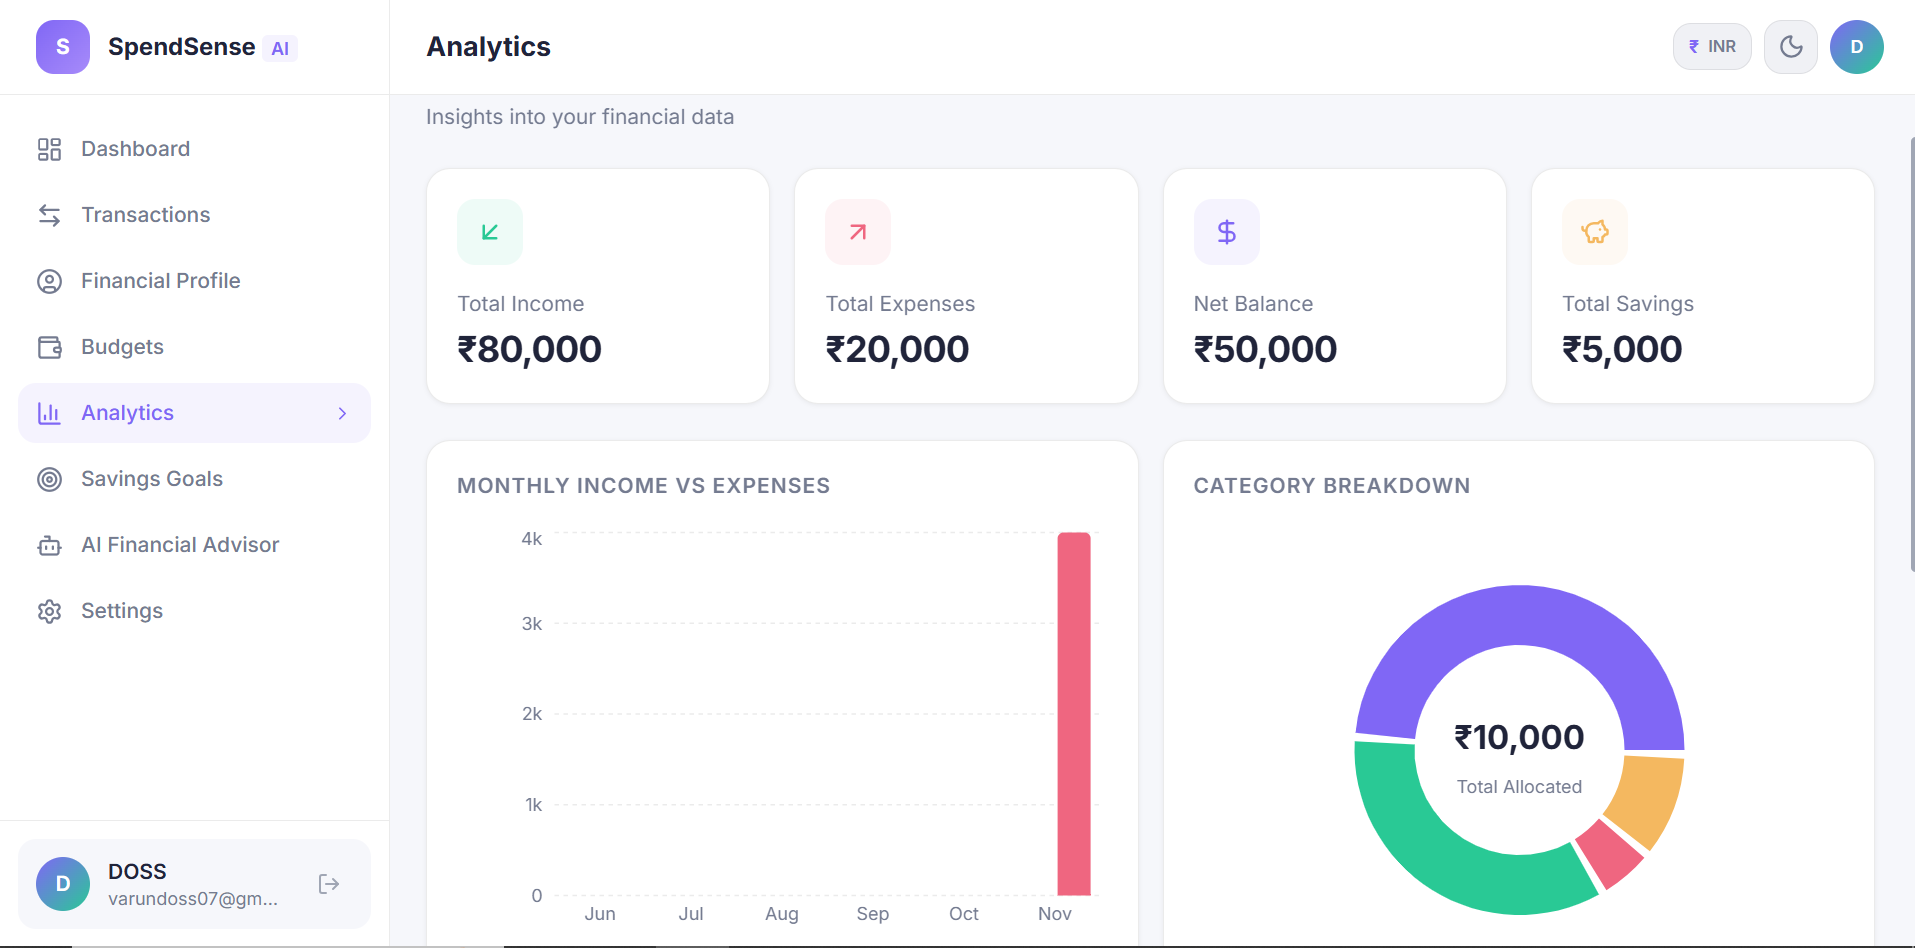 S
SpendSense AI
Analytics
₹ INR
D
Dashboard
Transactions
Financial Profile
Budgets
Analytics
Savings Goals
AI Financial Advisor
Settings
D
DOSS
varundoss07@gm...
Insights into your financial data
Total Income
₹80,000
Total Expenses
₹20,000
Net Balance
₹50,000
Total Savings
₹5,000
MONTHLY INCOME VS EXPENSES
4k
3k
2k
1k
0
Jun Jul Aug Sep Oct Nov
CATEGORY BREAKDOWN
₹10,000
Total Allocated